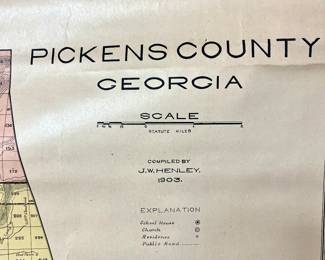 PICKENS COUNTY
GEORGIA
SCALE
STATUTE MILES
COMPILED BY
J.W. HENLEY.
1903.
EXPLANATION
School House
Church
Residence
Public Road